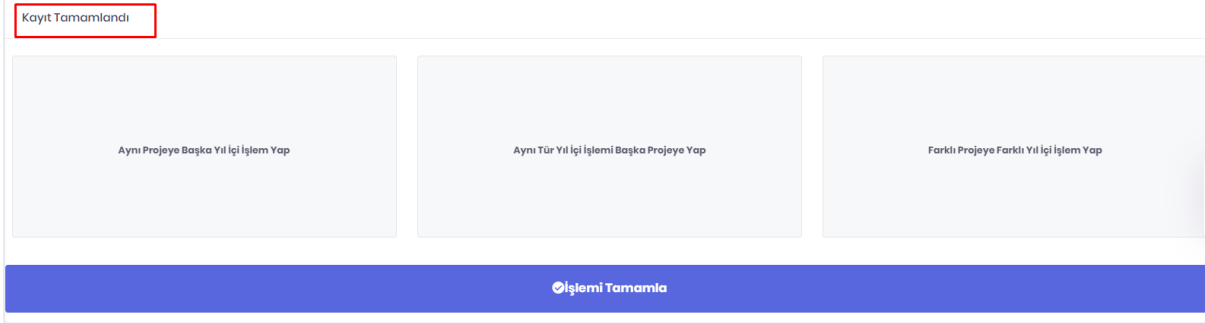 Kayıt Tamamlandı
Aynı Projeye Başka Yıl İçi İşlem Yap
Aynı Tür Yıl İçi İşlemi Başka Projeye Yap
Farklı Projeye Farklı Yıl İçi İşlem Yap
İşlemi Tamamla